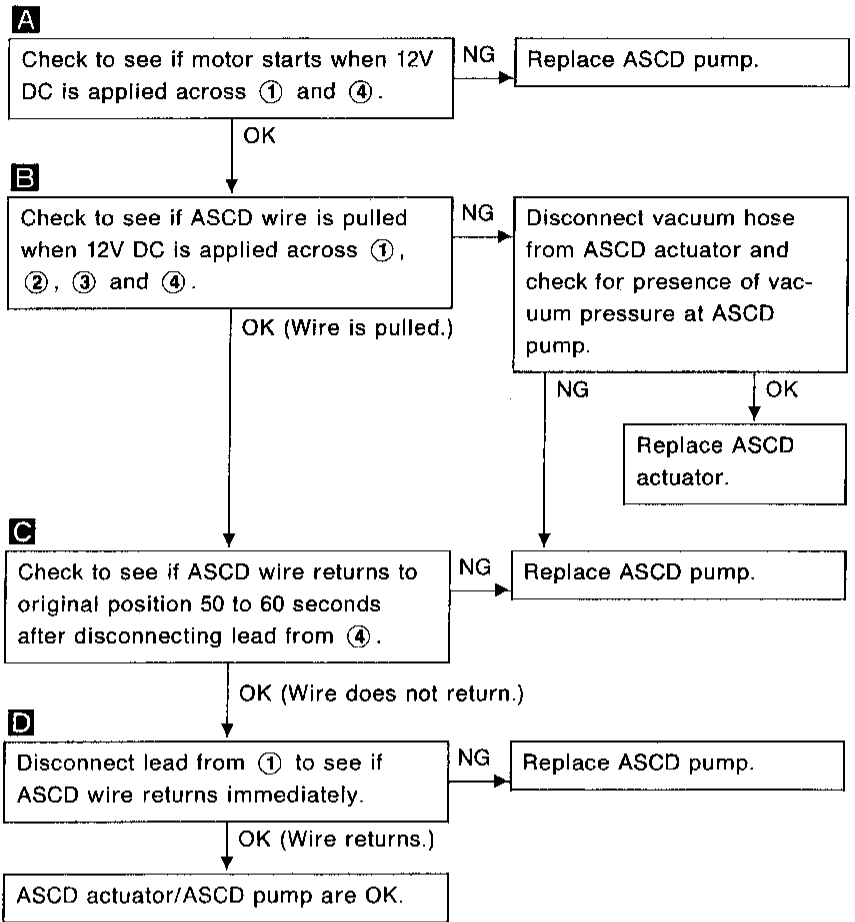 A
Check to see if motor starts when 12V
DC is applied across ① and ④.
NG
Replace ASCD pump.
OK
B
Check to see if ASCD wire is pulled
when 12V DC is applied across ①,
②, ③ and ④.
NG
Disconnect vacuum hose
from ASCD actuator and
check for presence of vac-
uum pressure at ASCD
pump.
OK (Wire is pulled.)
NG
OK
Replace ASCD
actuator.
C
Check to see if ASCD wire returns to
original position 50 to 60 seconds
after disconnecting lead from ④.
NG
Replace ASCD pump.
OK (Wire does not return.)
D
Disconnect lead from ① to see if
ASCD wire returns immediately.
NG
Replace ASCD pump.
OK (Wire returns.)
ASCD actuator/ASCD pump are OK.